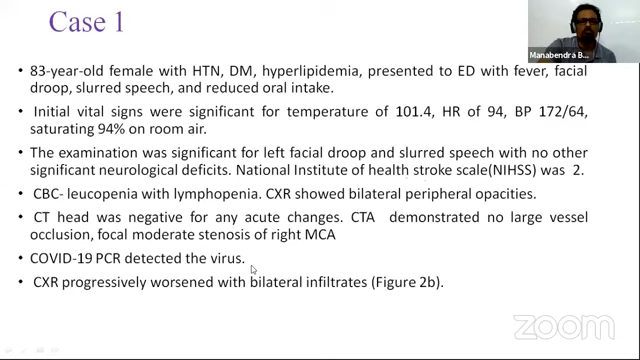 Case 1
Manabendra B...
• 83-year-old female with HTN, DM, hyperlipidemia, presented to ED with fever, facial
droop, slurred speech, and reduced oral intake.
• Initial vital signs were significant for temperature of 101.4, HR of 94, BP 172/64,
saturating 94% on room air.
• The examination was significant for left facial droop and slurred speech with no other
significant neurological deficits. National Institute of health stroke scale(NIHSS) was 2.
• CBC- leucopenia with lymphopenia. CXR showed bilateral peripheral opacities.
• CT head was negative for any acute changes. CTA demonstrated no large vessel
occlusion, focal moderate stenosis of right MCA
• COVID-19 PCR detected the virus.
• CXR progressively worsened with bilateral infiltrates (Figure 2b).
zoom